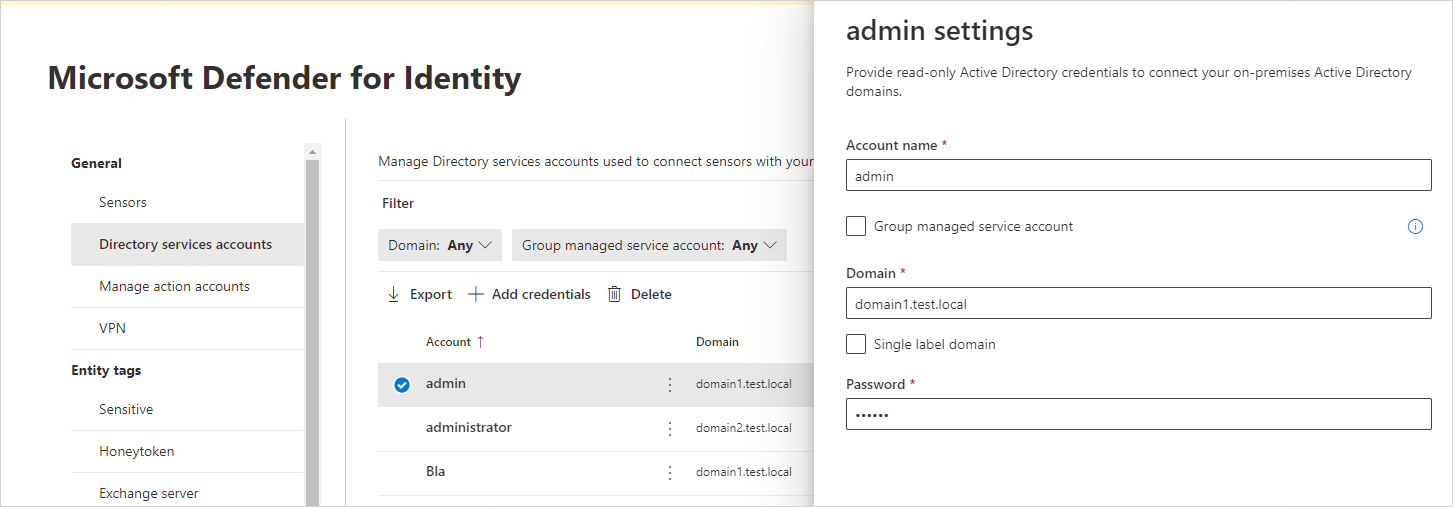 Microsoft Defender for Identity
General
Sensors
Directory services accounts
Manage action accounts
VPN
Entity tags
Sensitive
Honeytoken
Exchange server
Manage Directory services accounts used to connect sensors with your
Filter
Domain: Any
Group managed service account: Any
Export
Add credentials
Delete
Account ↑
Domain
admin
domain1.test.local
administrator
domain2.test.local
Bla
domain1.test.local
admin settings
Provide read-only Active Directory credentials to connect your on-premises Active Directory
domains.
Account name *
admin
Group managed service account
Domain *
domain1.test.local
Single label domain
Password *
••••••